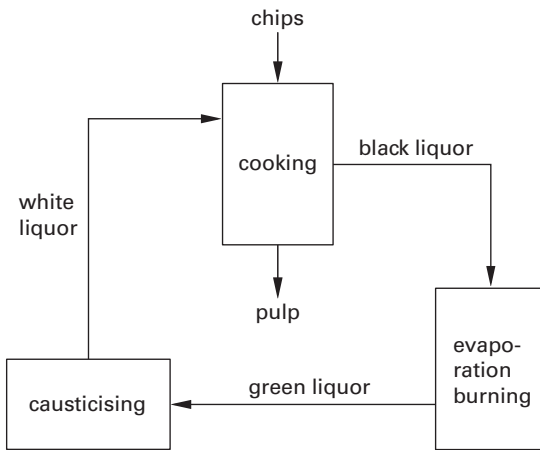 chips
cooking
black liquor
white
liquor
pulp
evapo-
ration
burning
green liquor
causticising